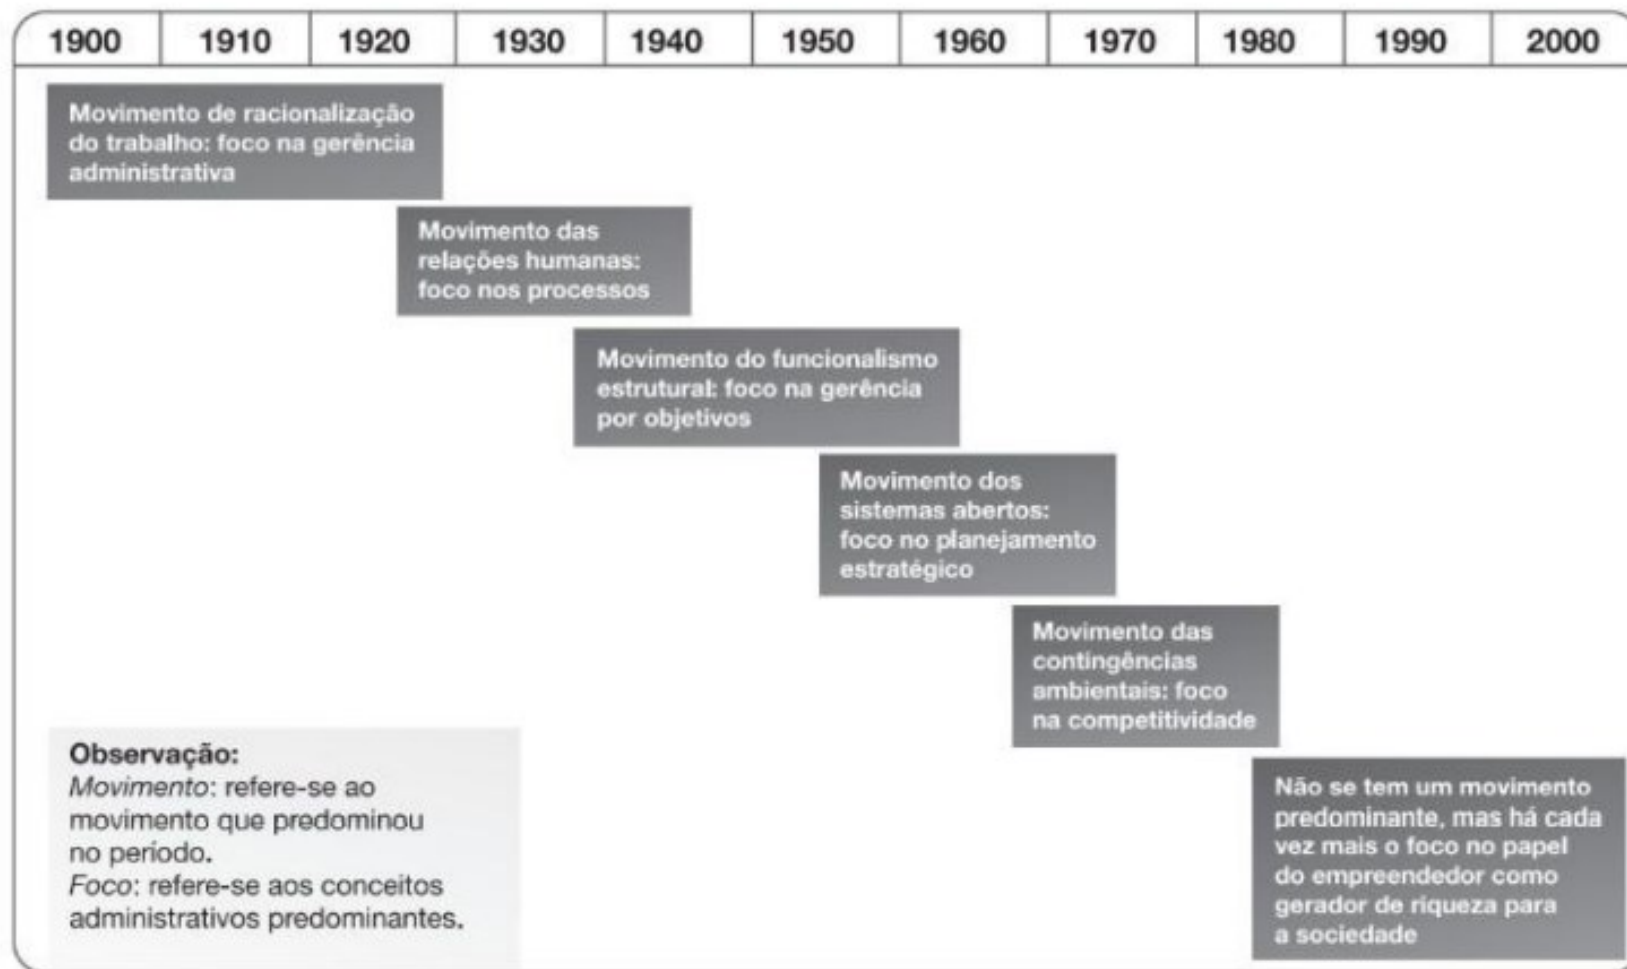 1900 1910 1920 1930 1940 1950 1960 1970 1980 1990 2000
Movimento de racionalização
do trabalho: foco na gerência
administrativa
Movimento das
relações humanas:
foco nos processos
Movimento do funcionalismo
estrutural: foco na gerência
por objetivos
Movimento dos
sistemas abertos:
foco no planejamento
estratégico
Movimento das
contingências
ambientais: foco
na competitividade
Não se tem um movimento
predominante, mas há cada
vez mais o foco no papel
do empreendedor como
gerador de riqueza para
a sociedade
Observação:
Movimento: refere-se ao
movimento que predominou
no período.
Foco: refere-se aos conceitos
administrativos predominantes.